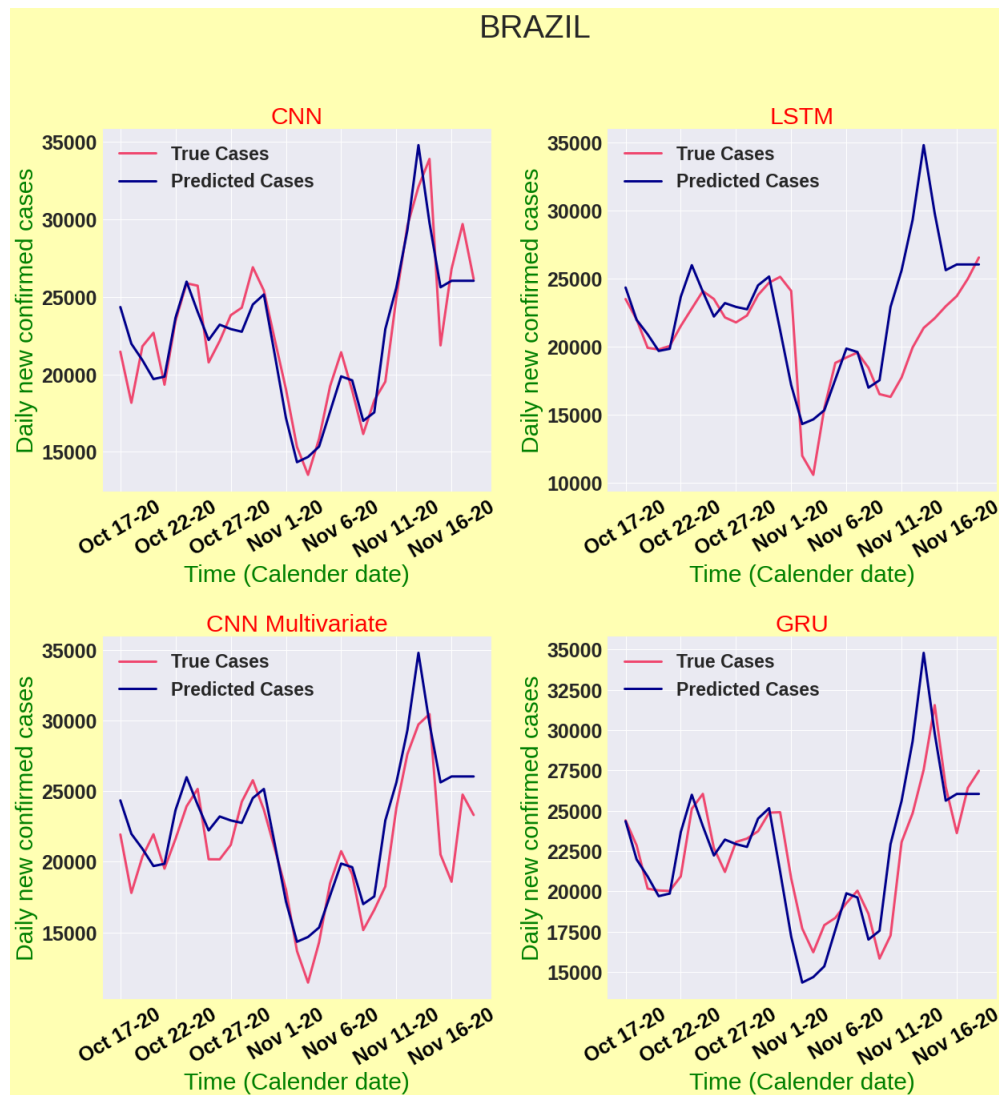 BRAZIL
CNN
35000
30000
25000
20000
15000
True Cases
Predicted Cases
Daily new confirmed cases
Oct 17-20
Oct 22-20
Oct 27-20
Nov 1-20
Nov 6-20
Nov 11-20
Nov 16-20
Time (Calender date)
LSTM
35000
30000
25000
20000
15000
10000
True Cases
Predicted Cases
Daily new confirmed cases
Oct 17-20
Oct 22-20
Oct 27-20
Nov 1-20
Nov 6-20
Nov 11-20
Nov 16-20
Time (Calender date)
CNN Multivariate
35000
30000
25000
20000
15000
True Cases
Predicted Cases
Daily new confirmed cases
Oct 17-20
Oct 22-20
Oct 27-20
Nov 1-20
Nov 6-20
Nov 11-20
Nov 16-20
Time (Calender date)
GRU
35000
32500
30000
27500
25000
22500
20000
17500
15000
True Cases
Predicted Cases
Daily new confirmed cases
Oct 17-20
Oct 22-20
Oct 27-20
Nov 1-20
Nov 6-20
Nov 11-20
Nov 16-20
Time (Calender date)